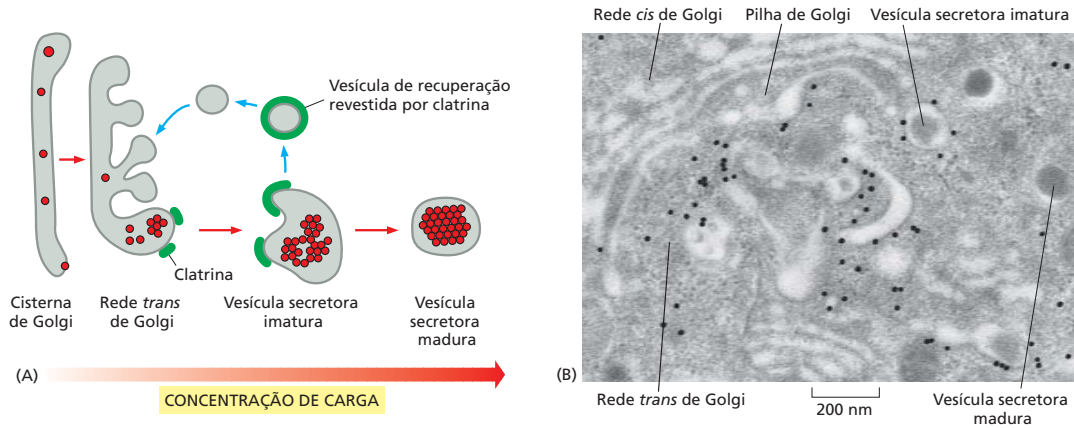 Vesícula de recuperação
revestida por clatrina
Clatrina
Cisterna
de Golgi
Rede trans
de Golgi
Vesícula secretora
imatura
Vesícula
secretora
madura
(A)
CONCENTRAÇÃO DE CARGA
Rede cis de Golgi
Pilha de Golgi
Vesícula secretora imatura
(B)
Rede trans de Golgi
200 nm
Vesícula secretora
madura